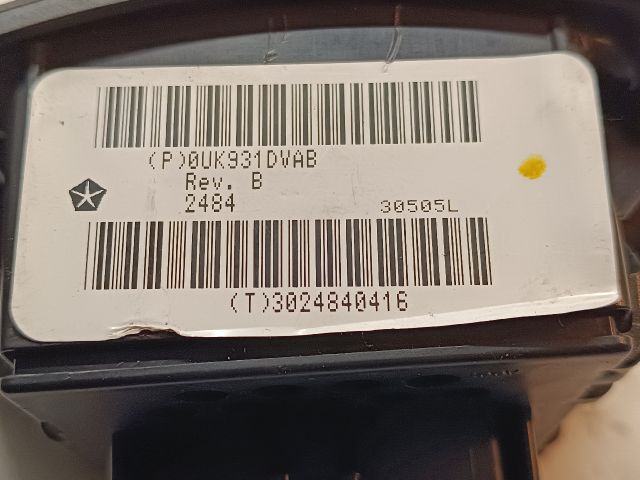 (P)0UK931DVAB
Rev. B
2484
30505L
(T)3024840416